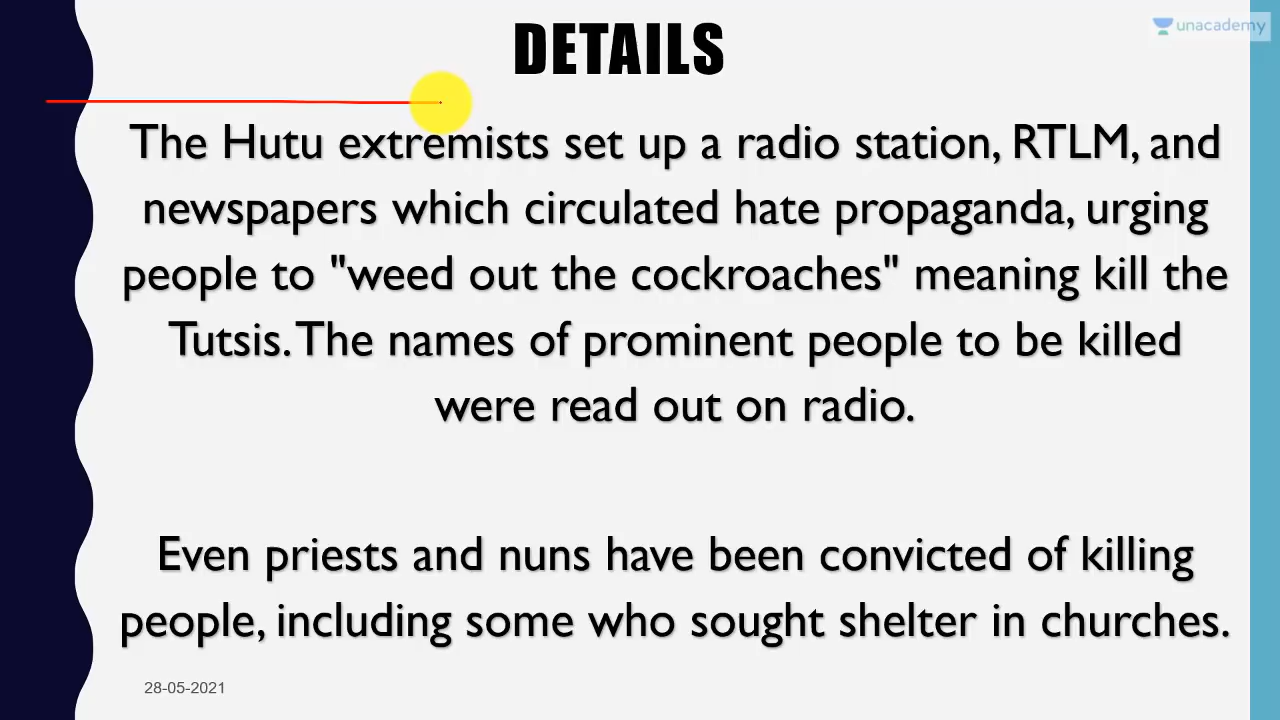 DETAILS
unacademy
The Hutu extremists set up a radio station, RTLM, and
newspapers which circulated hate propaganda, urging
people to "weed out the cockroaches" meaning kill the
Tutsis. The names of prominent people to be killed
were read out on radio.
Even priests and nuns have been convicted of killing
people, including some who sought shelter in churches.
28-05-2021